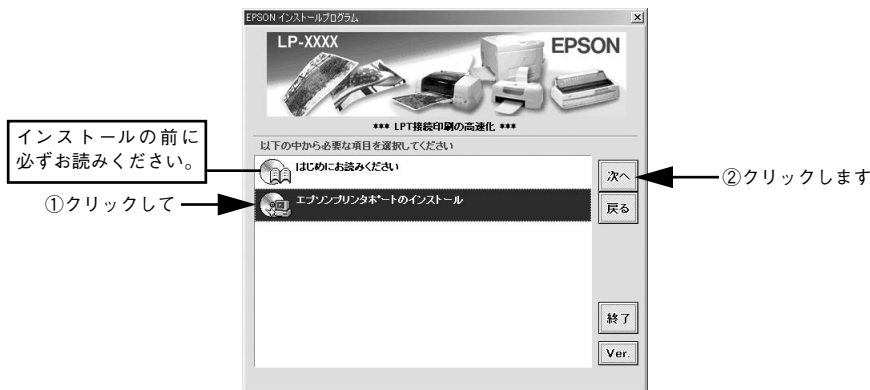 EPSON インストールプログラム
LP-XXXX
EPSON
*** LPT接続印刷の高速化 ***
以下の中から必要な項目を選択してください
インストールの前に
必ずお読みください。
はじめにお読みください
①クリックして
エプソンプリンタポートのインストール
次へ
②クリックします
戻る
終了
Ver.